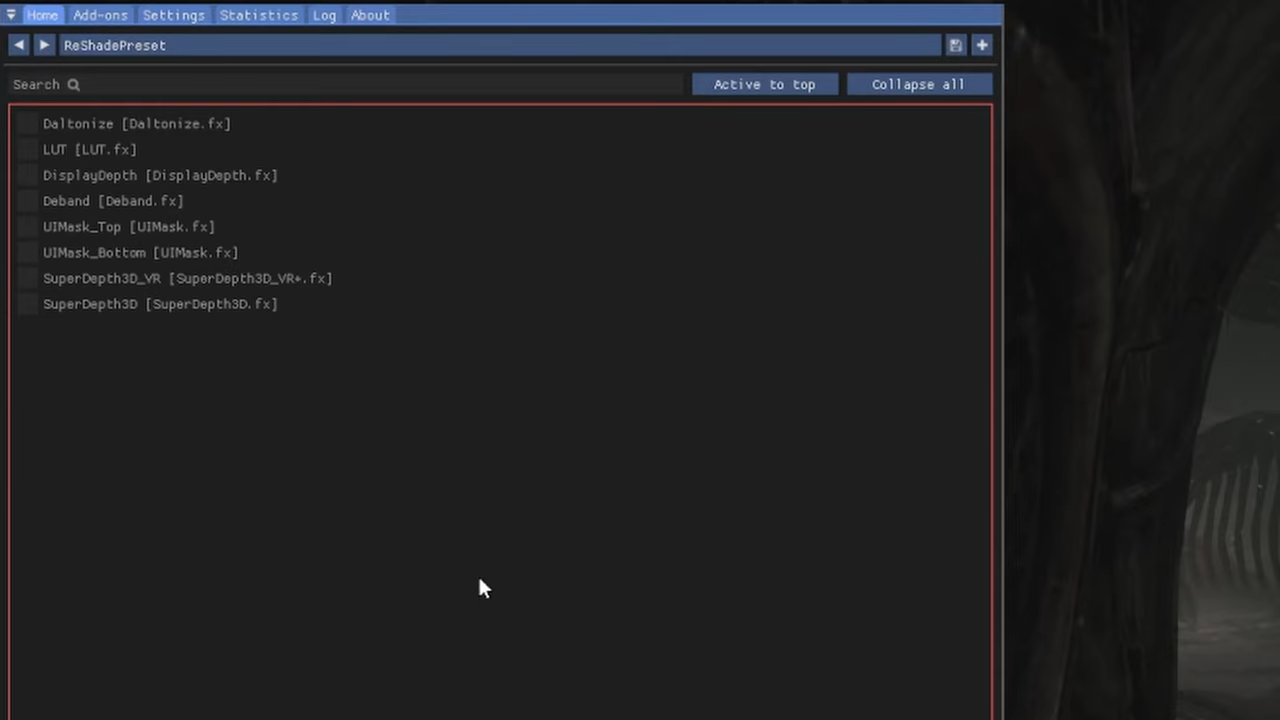 Home Add-ons Settings Statistics Log About
ReShadePreset
Search Active to top Collapse all
Daltonize [Daltonize.fx]
LUT [LUT.fx]
DisplayDepth [DisplayDepth.fx]
Deband [Deband.fx]
UIMask_Top [UIMask.fx]
UIMask_Bottom [UIMask.fx]
SuperDepth3D_VR [SuperDepth3D_VR+.fx]
SuperDepth3D [SuperDepth3D.fx]